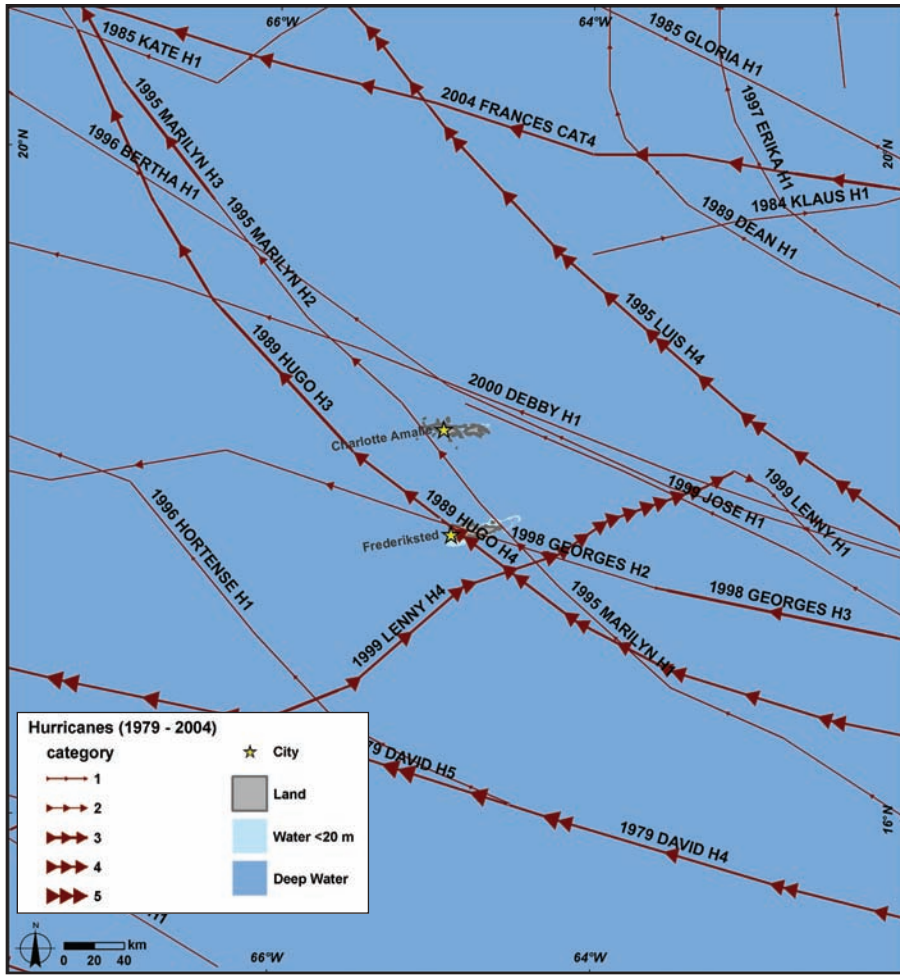 66°W
64°W
1985 KATE H1
1985 GLORIA H1
2004 FRANCES CAT4
1995 MARILYN H3
1997 ERIKA H1
20°N
20°N
1996 BERTHA H1
1984 KLAUS H1
1989 DEAN H1
1995 MARILYN H2
1995 LUIS H4
1989 HUGO H3
2000 DEBBY H1
Charlotte Amalie
1999 JOSE H1
1999 LENNY H1
1996 HORTENSE H1
1989 HUGO H4
Frederiksted
1998 GEORGES H2
1998 GEORGES H3
1999 LENNY H4
1995 MARILYN H1
Hurricanes (1979 - 2004)
category
1
2
3
4
5
City
Land
Water <20 m
Deep Water
79 DAVID H5
1979 DAVID H4
16°N
N
km
0 20 40
66°W
64°W